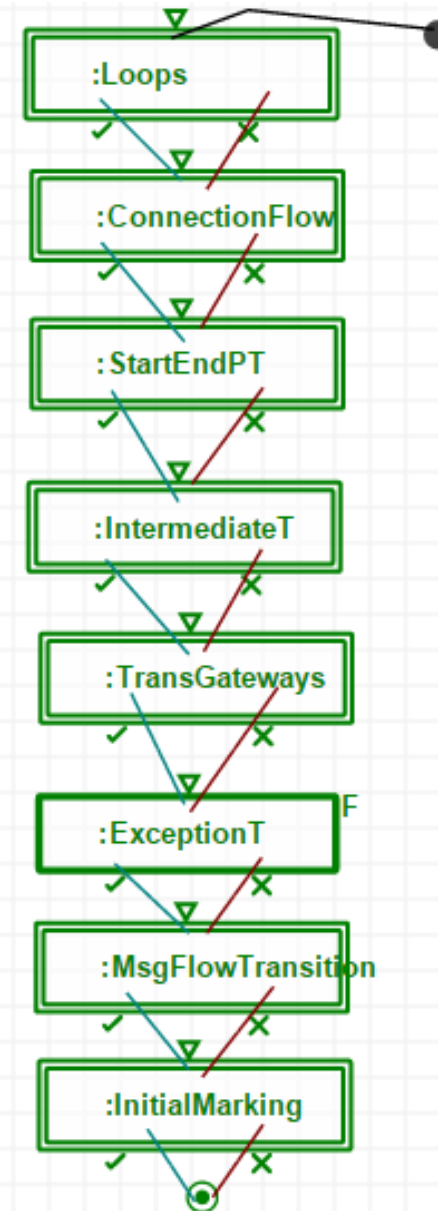 :Loops
:ConnectionFlow
:StartEndPT
:IntermediateT
:TransGateways
F
:ExceptionT
:MsgFlowTransition
:InitialMarking